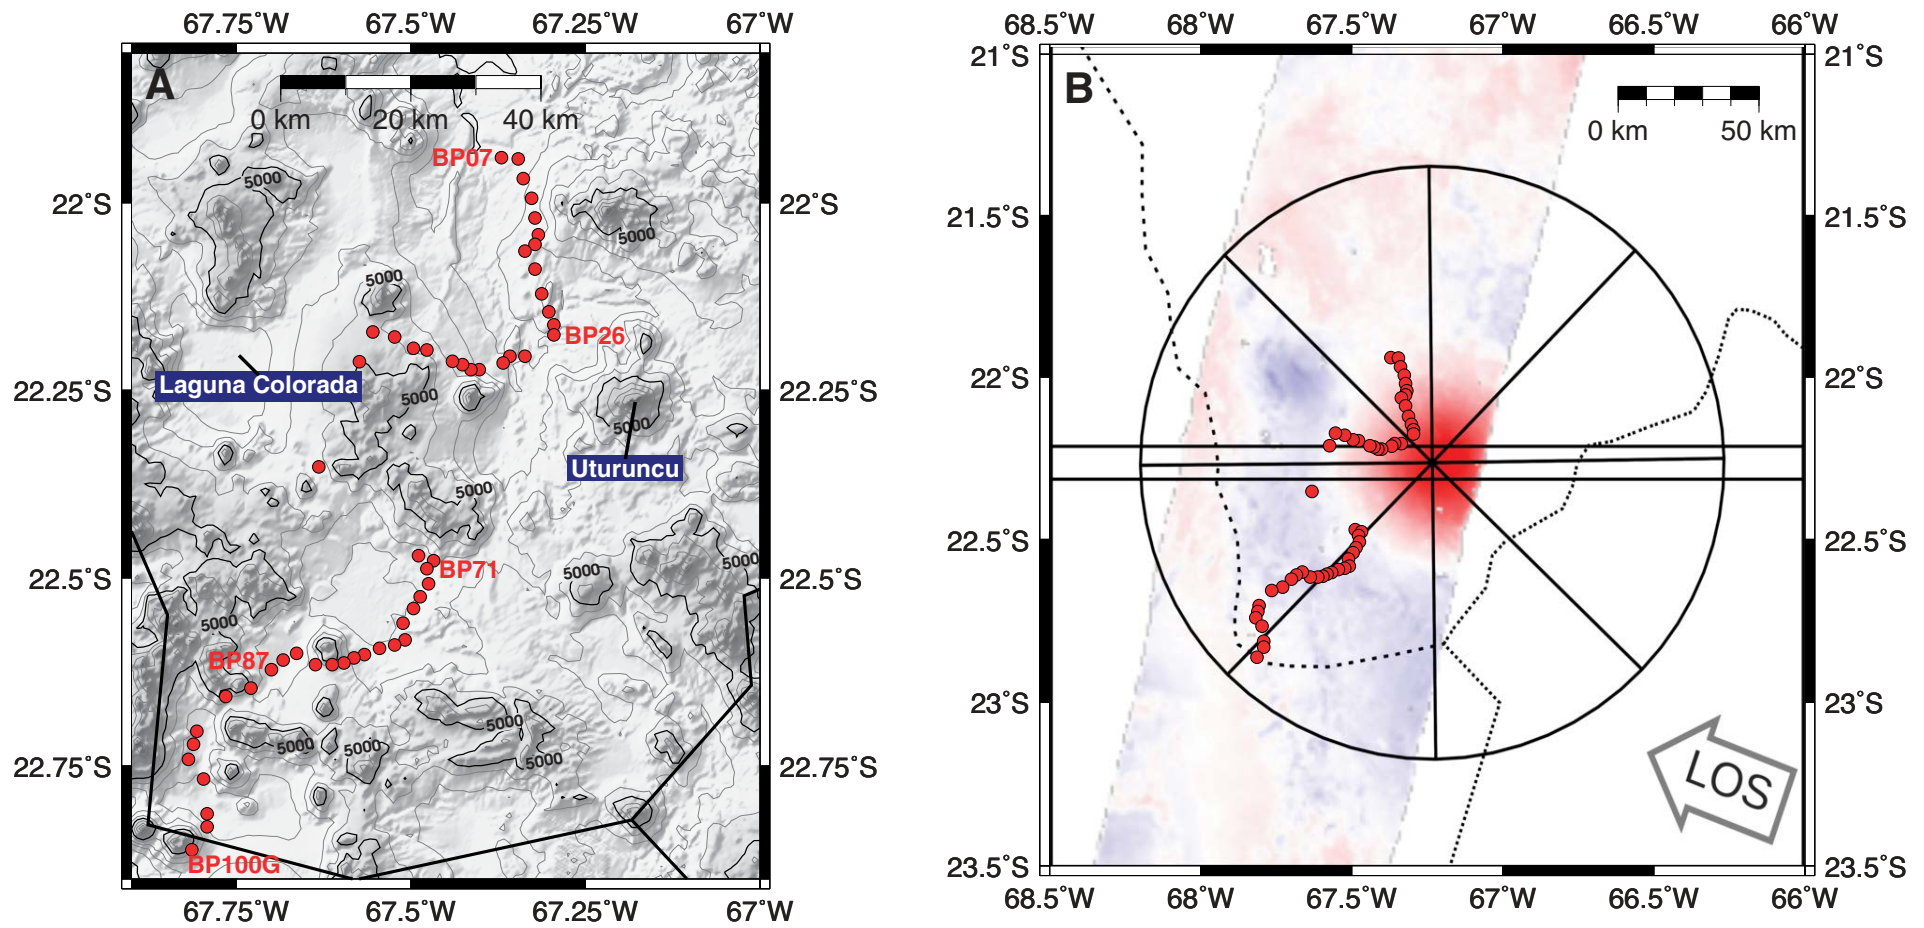 67.75°W 67.5°W 67.25°W 67°W
A
0 km 20 km 40 km
5000
BP07
22°S 22°S
5000
5000
BP26
Laguna Colorada
22.25°S 22.25°S
5000
5000
Uturuncu
5000
5000
BP71
5000
22.5°S 22.5°S
5000
BP87
5000
5000 5000
5000
22.75°S 22.75°S
BP100G
67.75°W 67.5°W 67.25°W 67°W
68.5°W 68°W 67.5°W 67°W 66.5°W 66°W
21°S 21°S
B
0 km 50 km
21.5°S 21.5°S
22°S 22°S
22.5°S 22.5°S
23°S 23°S
LOS
23.5°S 23.5°S
68.5°W 68°W 67.5°W 67°W 66.5°W 66°W